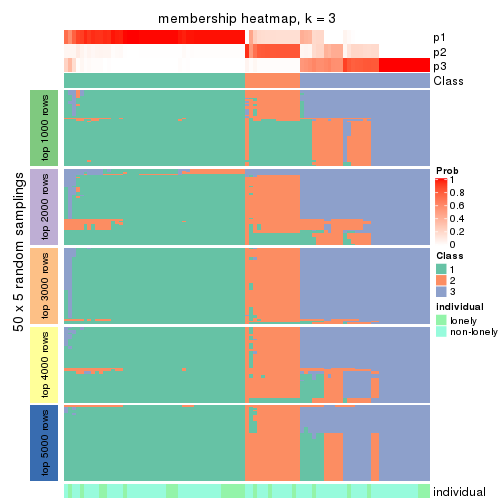 membership heatmap, k = 3
p1
p2
p3
Class
50 x 5 random samplings
top 1000 rows
top 2000 rows
top 3000 rows
top 4000 rows
top 5000 rows
Prob
1
0.8
0.6
0.4
0.2
0
Class
1
2
3
individual
lonely
non-lonely
individual